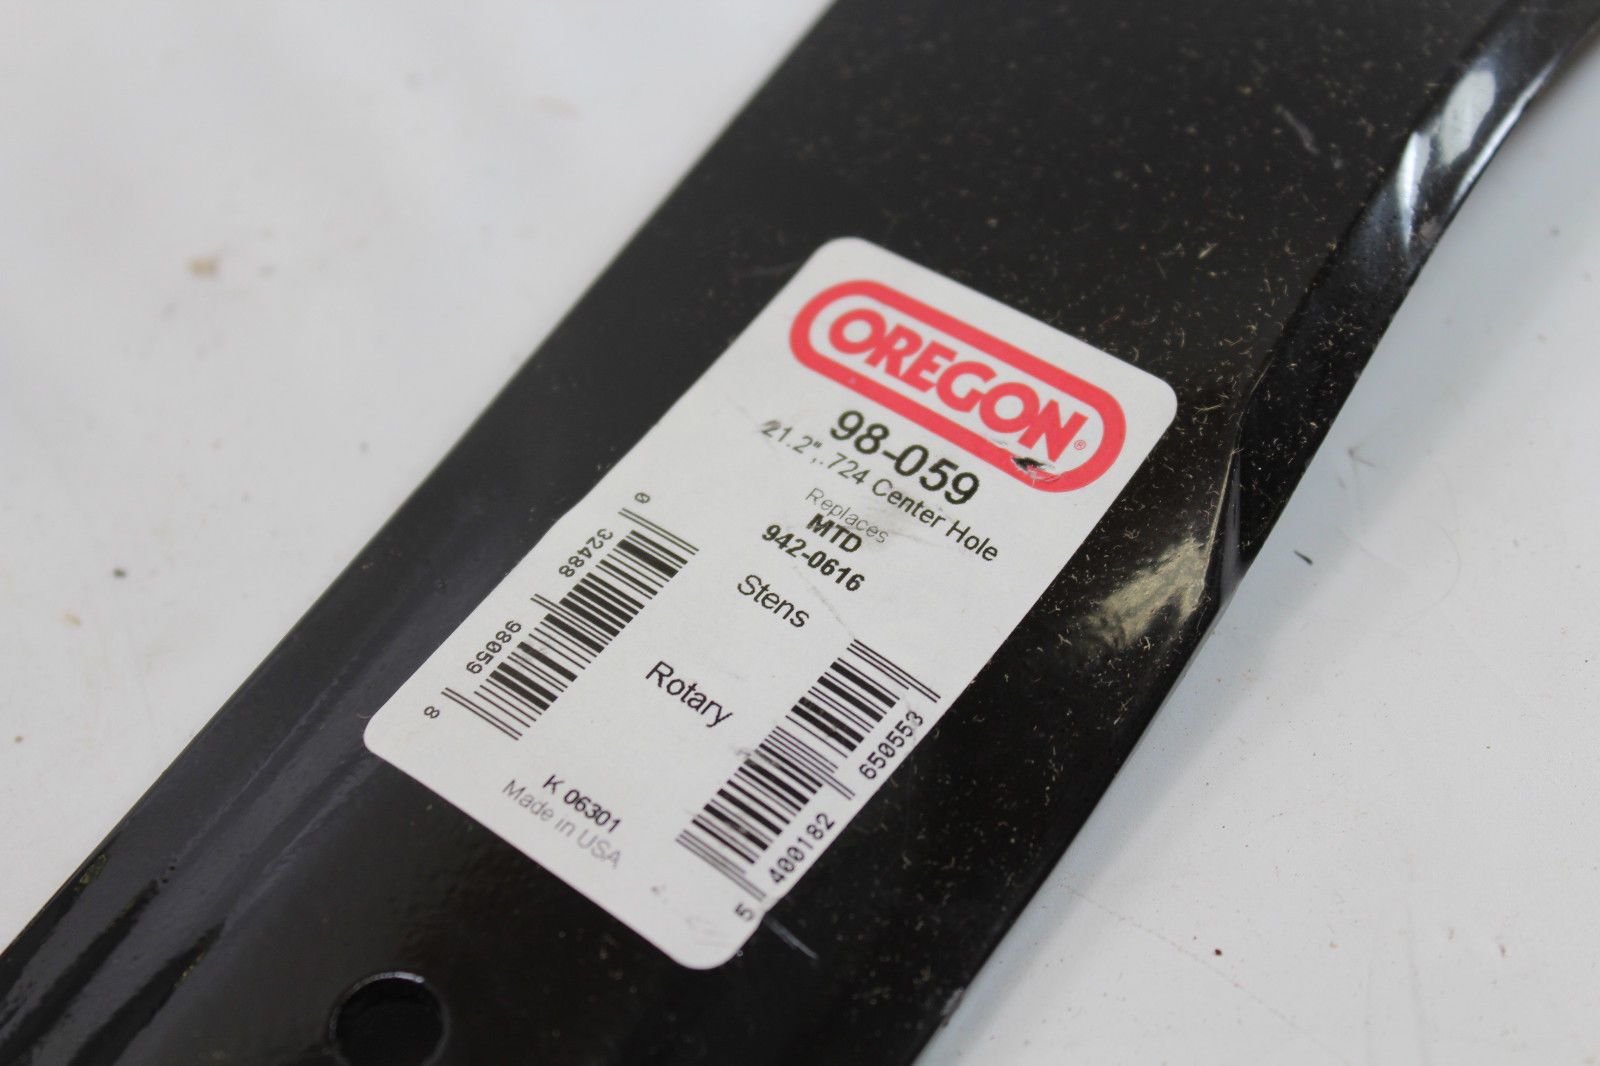 OREGON®
98-059
21.2", .724 Center Hole
Replaces
MTD
942-0616
Stens
Rotary
0 32488 98059 8
5 400182 650553
K 06301
Made in USA